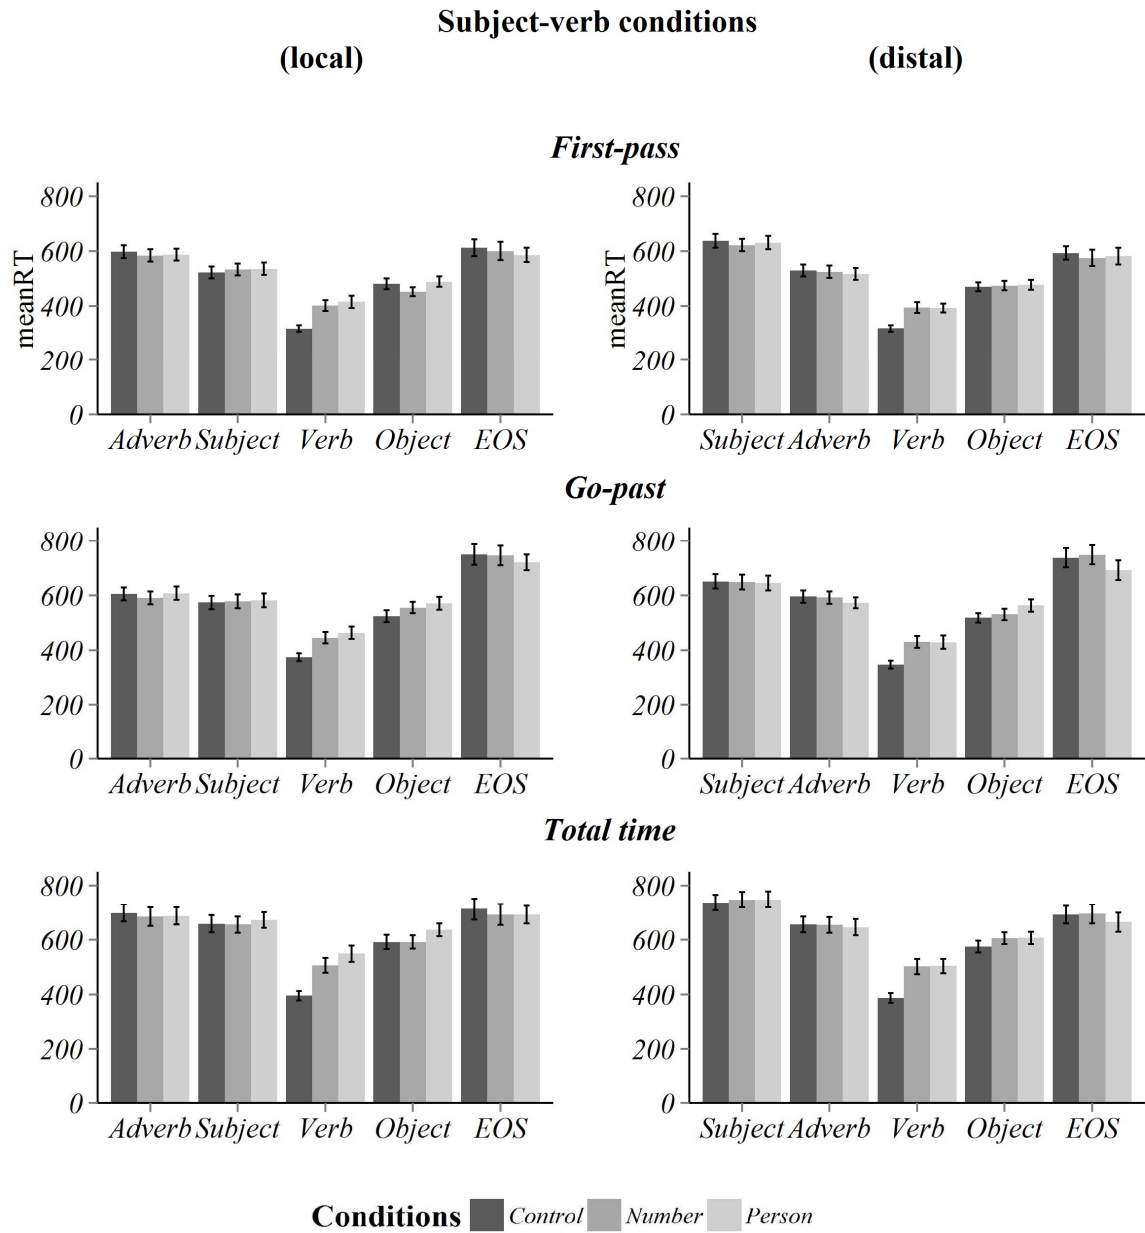 Subject-verb conditions
(local) (distal)
First-pass
meanRT
800
600
400
200
0
Adverb Subject Verb Object EOS
meanRT
800
600
400
200
0
Subject Adverb Verb Object EOS
Go-past
800
600
400
200
0
Adverb Subject Verb Object EOS
800
600
400
200
0
Subject Adverb Verb Object EOS
Total time
800
600
400
200
0
Adverb Subject Verb Object EOS
800
600
400
200
0
Subject Adverb Verb Object EOS
Conditions Control Number Person